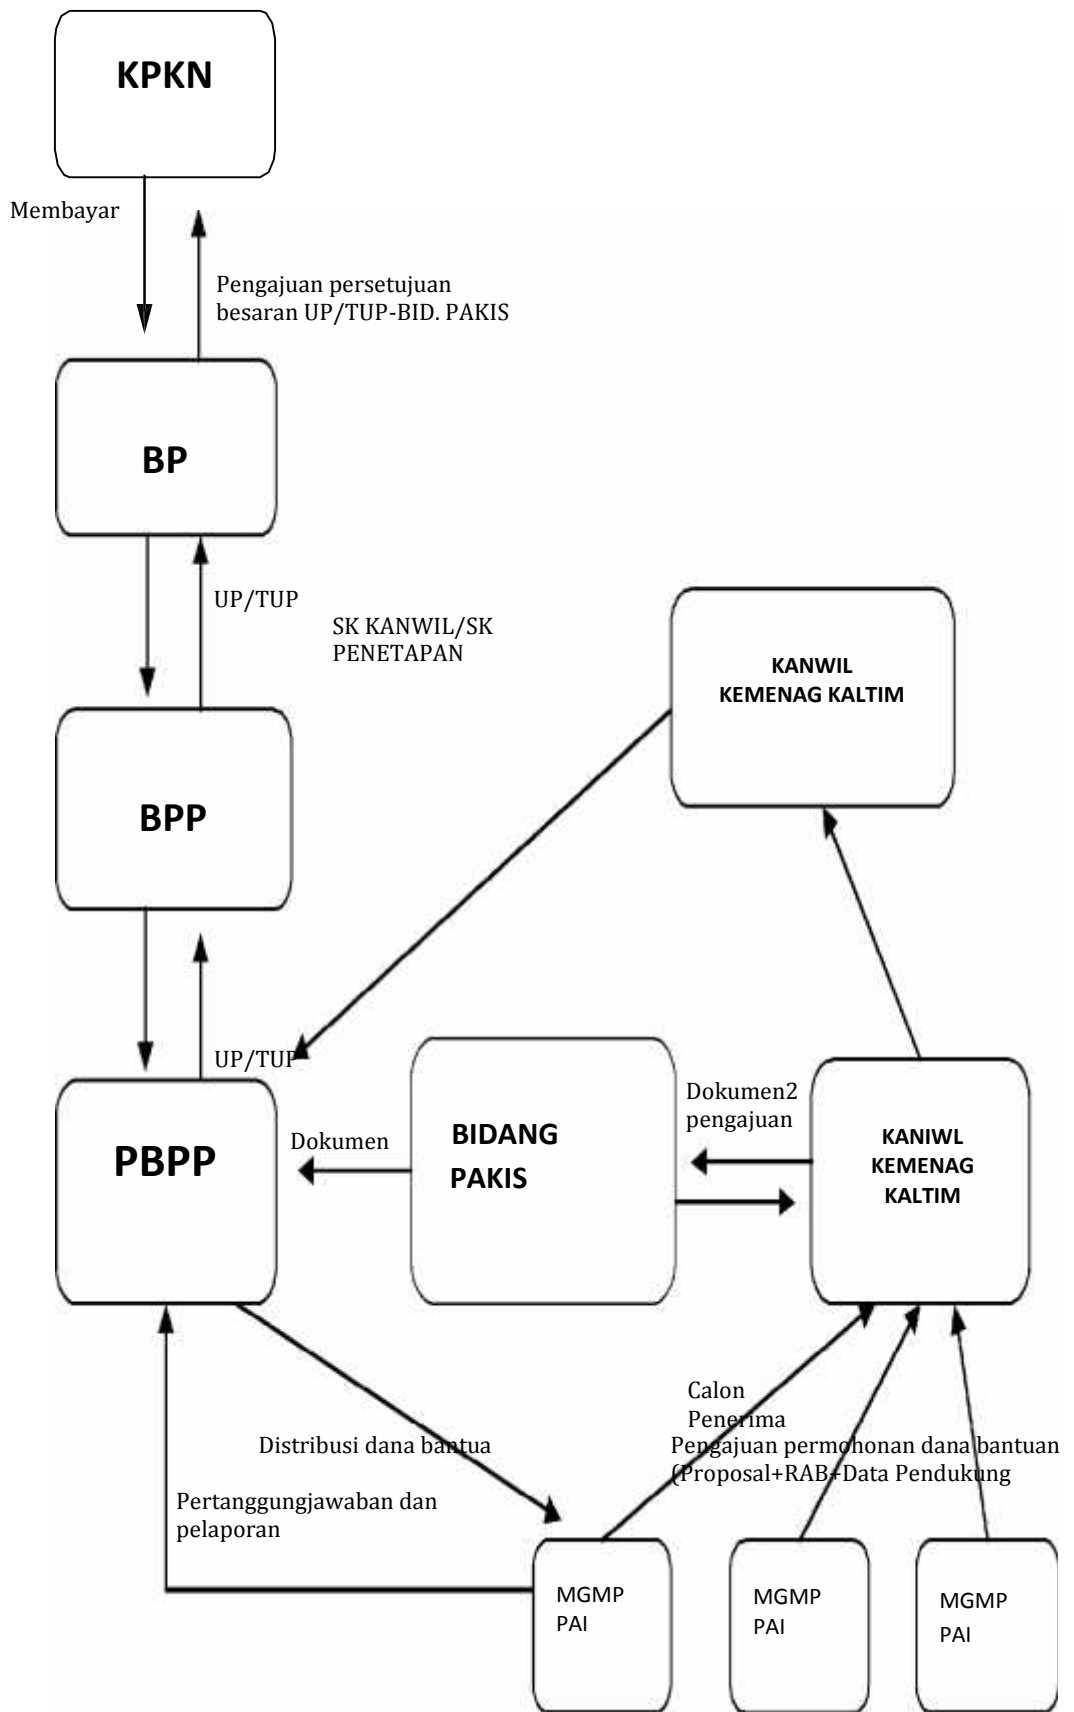 KPKN
Membayar
Pengajuan persetujuan
besaran UP/TUP-BID. PAKIS
BP
UP/TUP
SK KANWIL/SK
PENETAPAN
KANWIL
KEMENAG KALTIM
BPP
UP/TUP
PBPP
Dokumen
BIDANG
PAKIS
Dokumen2
pengajuan
KANIWL
KEMENAG
KALTIM
Calon
Penerima
Distribusi dana bantua
Pengajuan permohonan dana bantuan
(Proposal+RAB+Data Pendukung
Pertanggungjawaban dan
pelaporan
MGMP
PAI
MGMP
PAI
MGMP
PAI